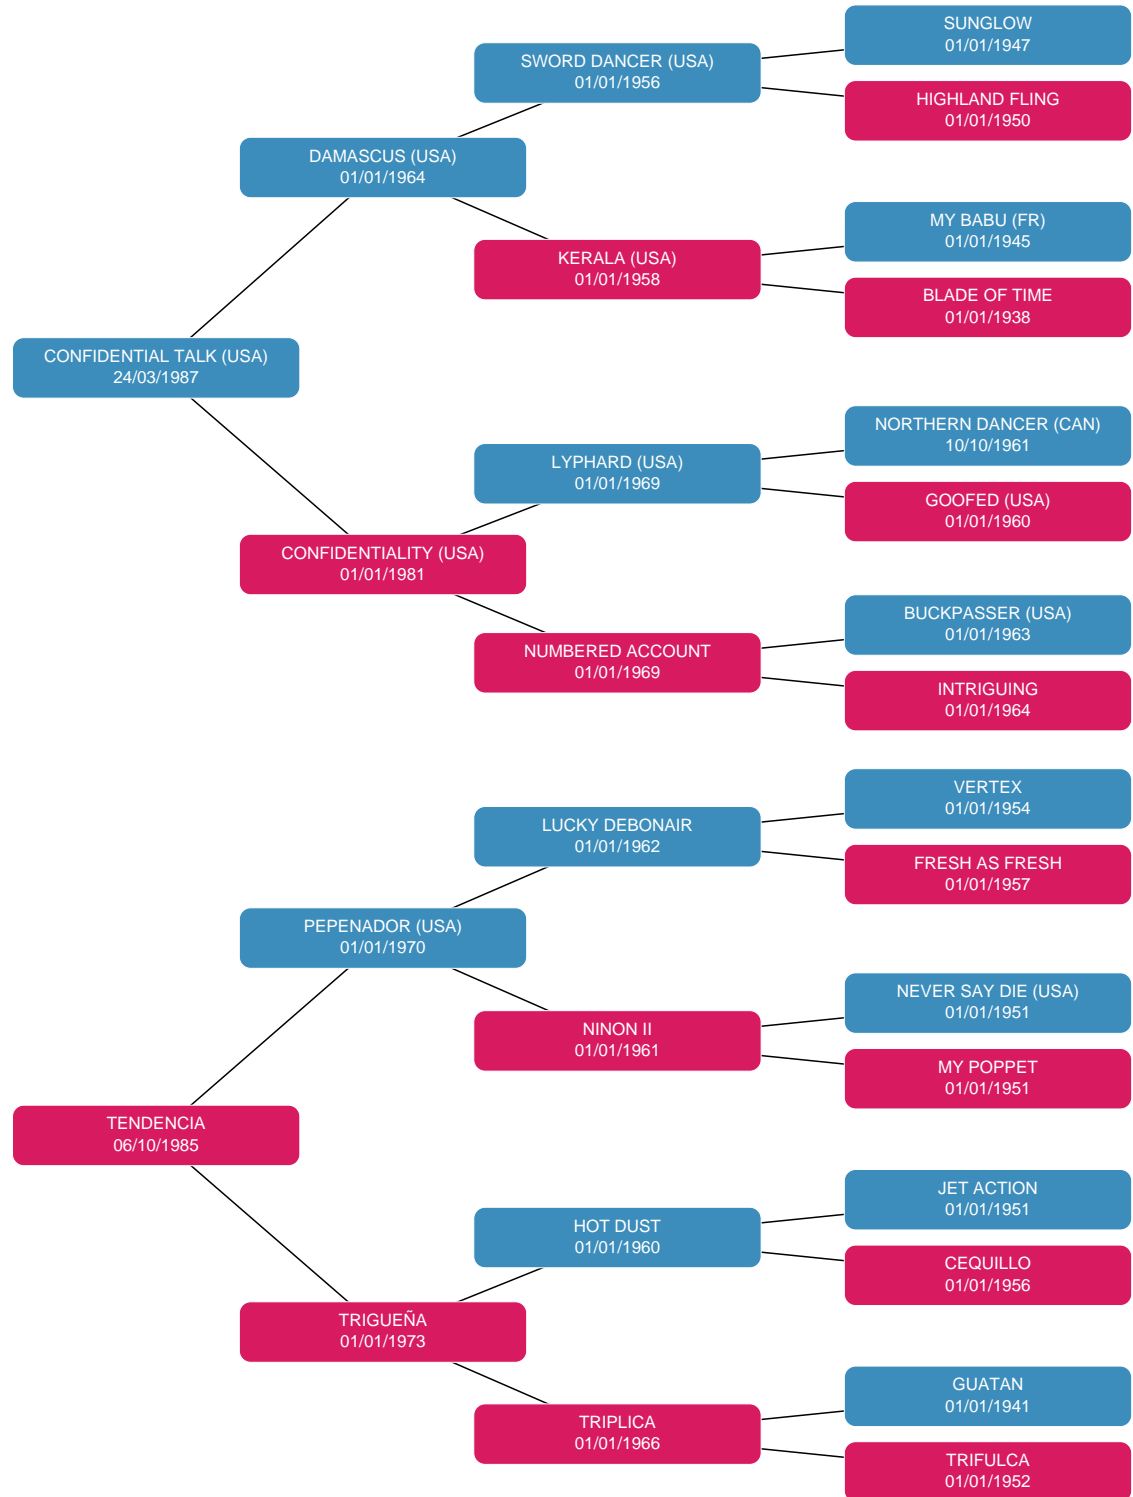 SUNGLOW
01/01/1947
SWORD DANCER (USA)
01/01/1956
HIGHLAND FLING
01/01/1950
DAMASCUS (USA)
01/01/1964
MY BABU (FR)
01/01/1945
KERALA (USA)
01/01/1958
BLADE OF TIME
01/01/1938
CONFIDENTIAL TALK (USA)
24/03/1987
NORTHERN DANCER (CAN)
10/10/1961
LYPHARD (USA)
01/01/1969
GOOFED (USA)
01/01/1960
CONFIDENTIALITY (USA)
01/01/1981
BUCKPASSER (USA)
01/01/1963
NUMBERED ACCOUNT
01/01/1969
INTRIGUING
01/01/1964
VERTEX
01/01/1954
LUCKY DEBONAIR
01/01/1962
FRESH AS FRESH
01/01/1957
PEPENADOR (USA)
01/01/1970
NEVER SAY DIE (USA)
01/01/1951
NINON II
01/01/1961
MY POPPET
01/01/1951
TENDENCIA
06/10/1985
JET ACTION
01/01/1951
HOT DUST
01/01/1960
CEQUILLO
01/01/1956
TRIGUEÑA
01/01/1973
GUATAN
01/01/1941
TRIPLICA
01/01/1966
TRIFULCA
01/01/1952